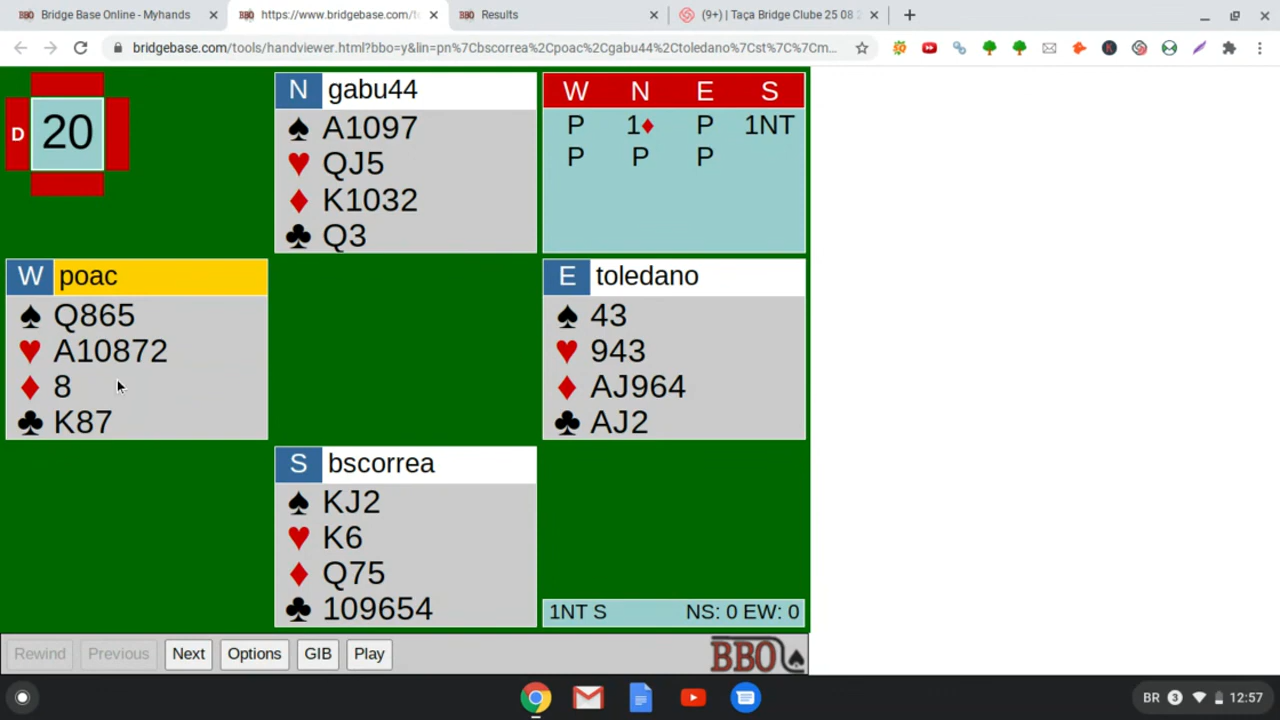 Bridge Base Online - Myhands
https://www.bridgebase.com/t
Results
(9+) | Taça Bridge Clube 25 08 2
bridgebase.com/tools/handviewer.html?bbo=y&lin=pn%7Cbscorrea%2Cpoac%2Cgabu44%2Ctoledano%7Cst%7C%7Cm...
D 20
N gabu44
♠ A1097
♥ QJ5
♦ K1032
♣ Q3
W N E S
P 1♦ P 1NT
P P P
W poac
♠ Q865
♥ A10872
♦ 8
♣ K87
E toledano
♠ 43
♥ 943
♦ AJ964
♣ AJ2
S bscorrea
♠ KJ2
♥ K6
♦ Q75
♣ 109654
1NT S NS: 0 EW: 0
Rewind Previous Next Options GIB Play
BBO
BR 3 12:57